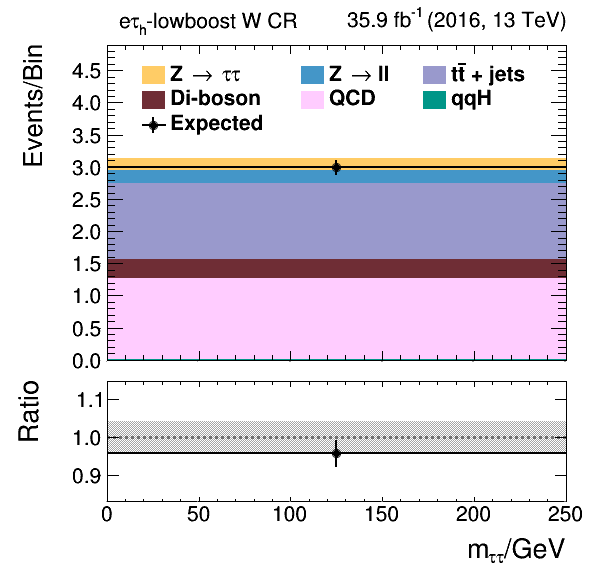 eτh-lowboost W CR 35.9 fb-1 (2016, 13 TeV)
Events/Bin
4.5
4.0
3.5
3.0
2.5
2.0
1.5
1.0
0.5
0.0
Z → ττ Z → ll tt̄ + jets
Di-boson QCD qqH
Expected
Ratio
1.1
1.0
0.9
0 50 100 150 200 250
mττ/GeV